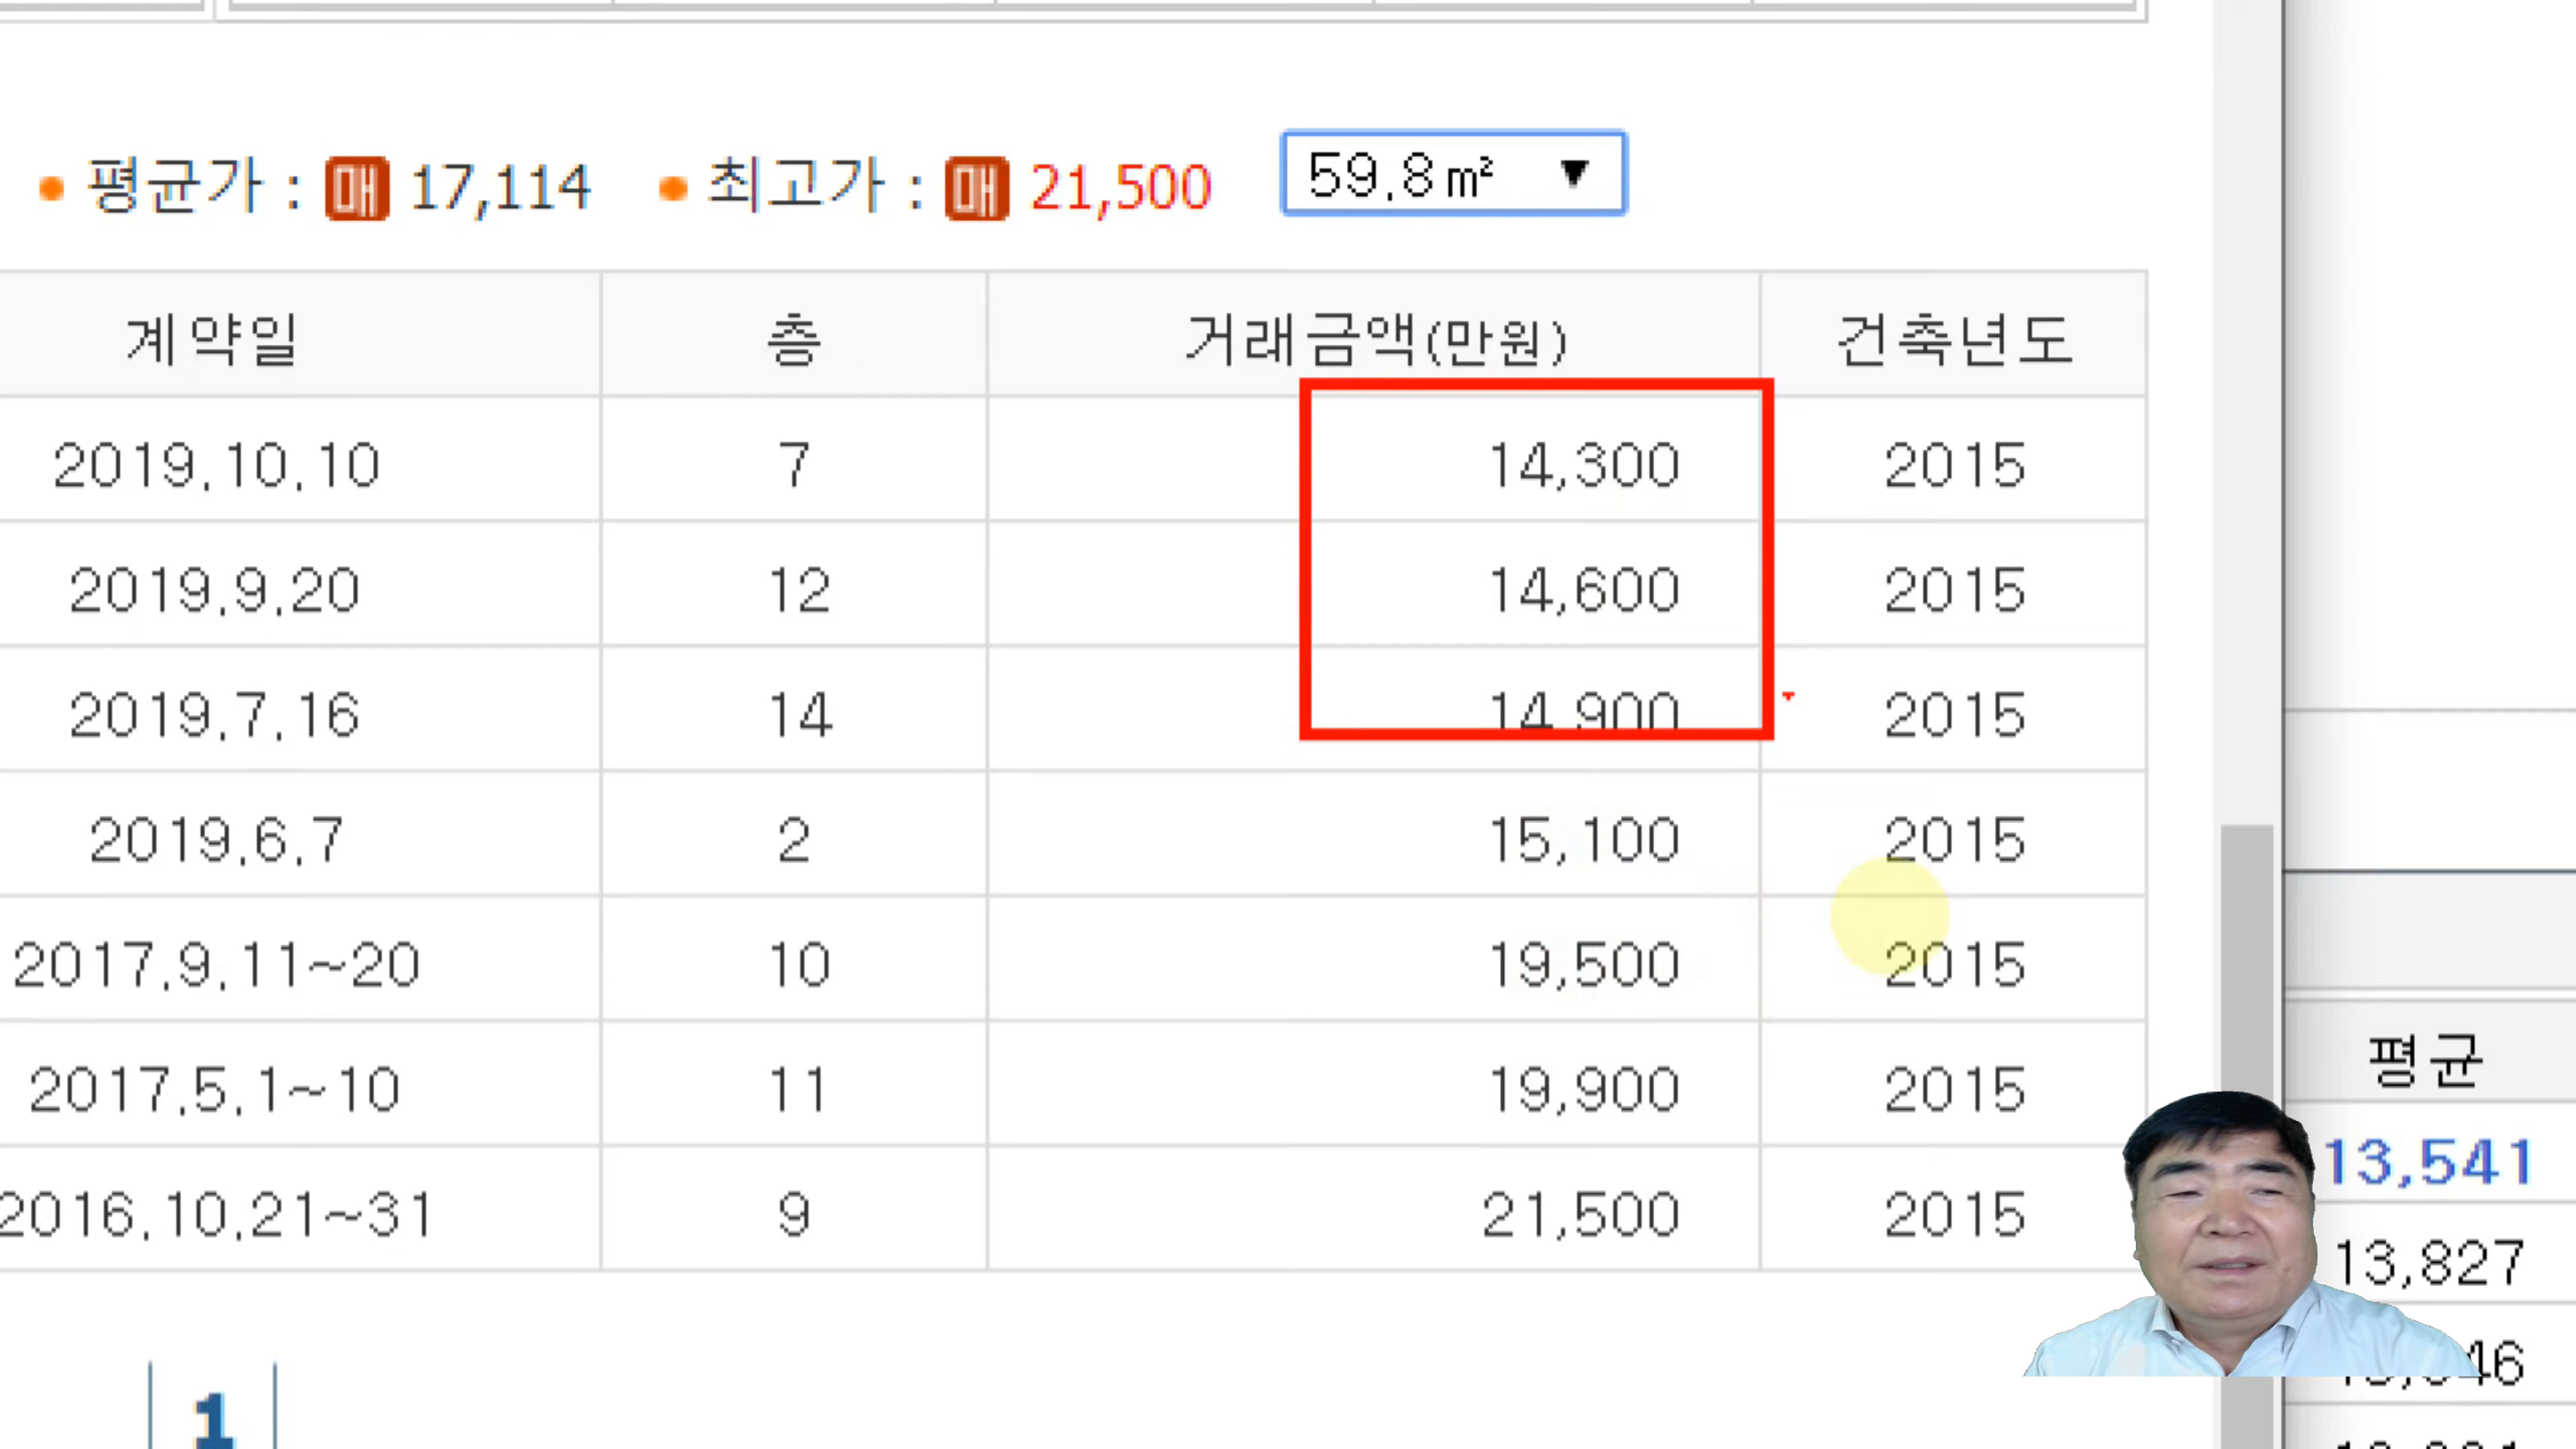 • 평균가 : 매 17,114 • 최고가 : 매 21,500 59.8㎡ ▼
계약일 층 거래금액(만원) 건축년도
2019.10.10 7 14,300 2015
2019.9.20 12 14,600 2015
2019.7.16 14 14,900 2015
2019.6.7 2 15,100 2015
2017.9.11~20 10 19,500 2015
2017.5.1~10 11 19,900 2015
2016.10.21~31 9 21,500 2015
1
평균
13,541
13,827